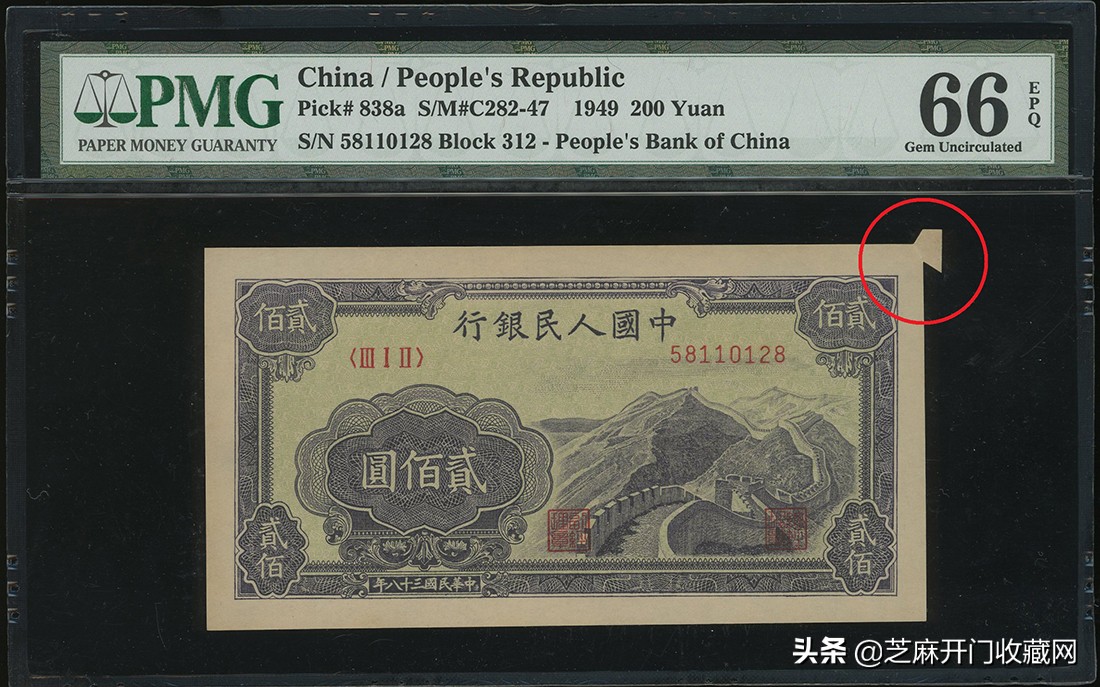 PMG
PAPER MONEY GUARANTY
China / People's Republic
Pick# 838a S/M#C282-47 1949 200 Yuan
S/N 58110128 Block 312 - People's Bank of China
66
EPQ
Gem Uncirculated
貳佰
中國人民銀行
貳佰
〈III I II〉
58110128
貳佰圓
貳佰
貳佰
中華民國三十八年
头条 @芝麻开门收藏网